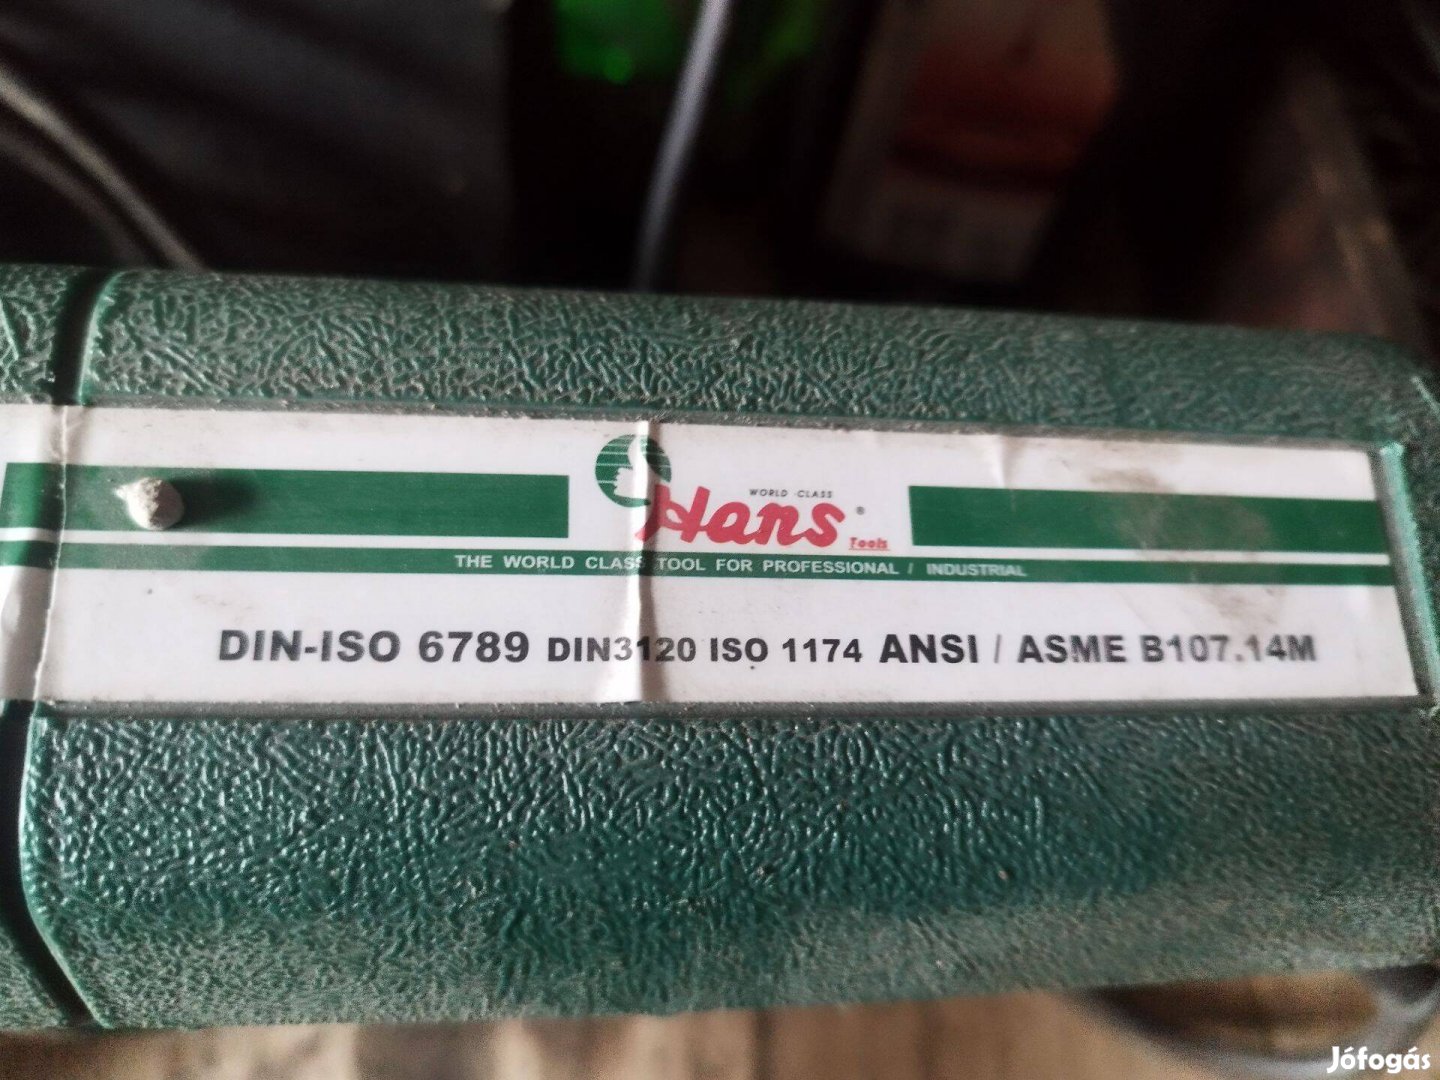 WORLD CLASS
Hans ®
Tools
THE WORLD CLASS TOOL FOR PROFESSIONAL / INDUSTRIAL
DIN-ISO 6789 DIN3120 ISO 1174 ANSI / ASME B107.14M
Jófogás